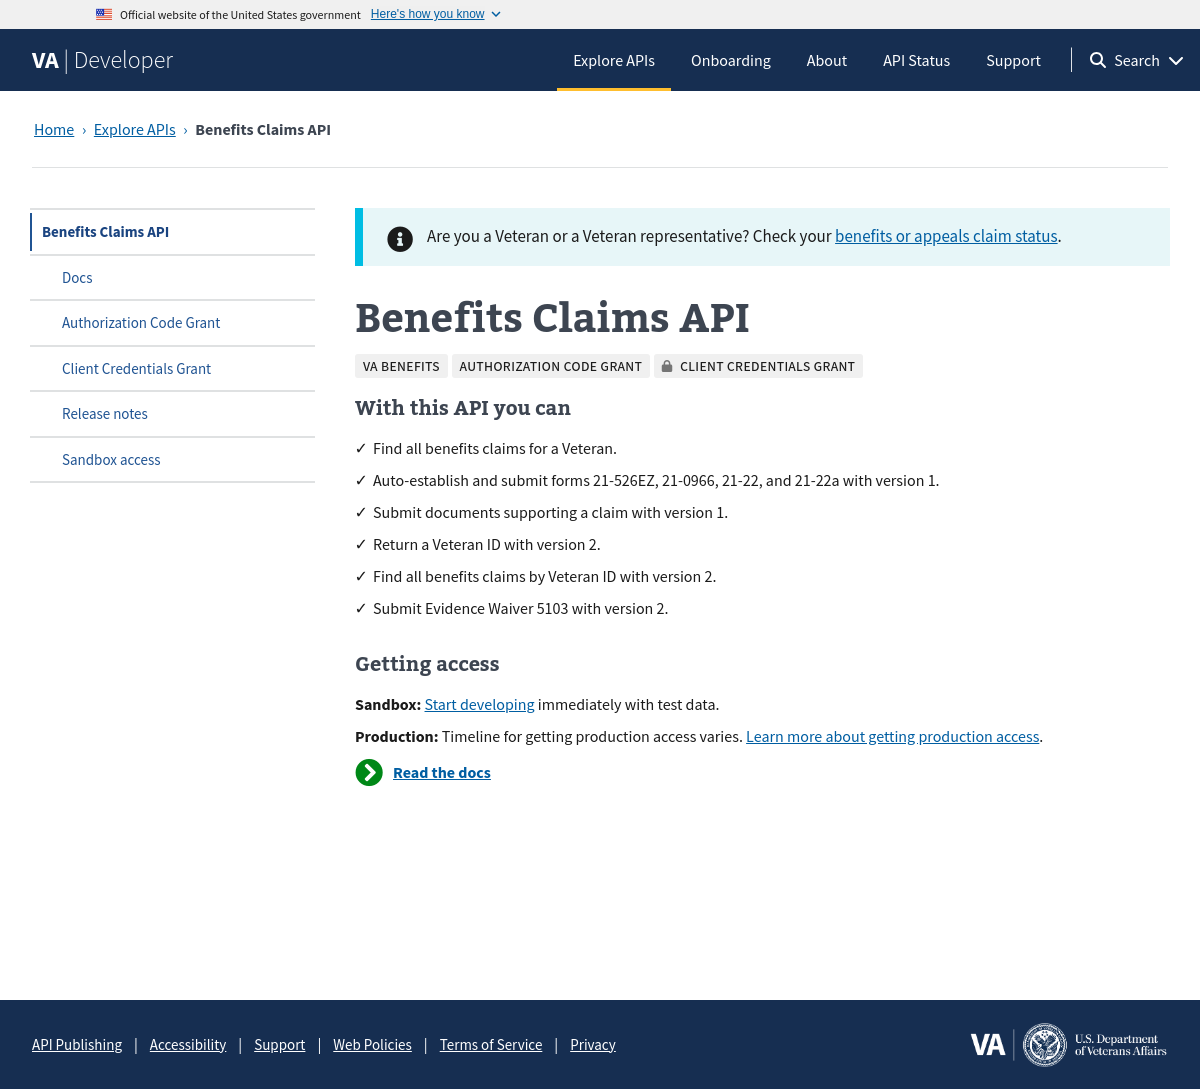 Official website of the United States government Here's how you know
VA | Developer
Explore APIs Onboarding About API Status Support Search
Home › Explore APIs › Benefits Claims API
Benefits Claims API
Docs
Authorization Code Grant
Client Credentials Grant
Release notes
Sandbox access
Are you a Veteran or a Veteran representative? Check your benefits or appeals claim status.
Benefits Claims API
VA BENEFITS AUTHORIZATION CODE GRANT CLIENT CREDENTIALS GRANT
With this API you can
✓ Find all benefits claims for a Veteran.
✓ Auto-establish and submit forms 21-526EZ, 21-0966, 21-22, and 21-22a with version 1.
✓ Submit documents supporting a claim with version 1.
✓ Return a Veteran ID with version 2.
✓ Find all benefits claims by Veteran ID with version 2.
✓ Submit Evidence Waiver 5103 with version 2.
Getting access
Sandbox: Start developing immediately with test data.
Production: Timeline for getting production access varies. Learn more about getting production access.
Read the docs
API Publishing | Accessibility | Support | Web Policies | Terms of Service | Privacy
VA
U.S. Department
of Veterans Affairs